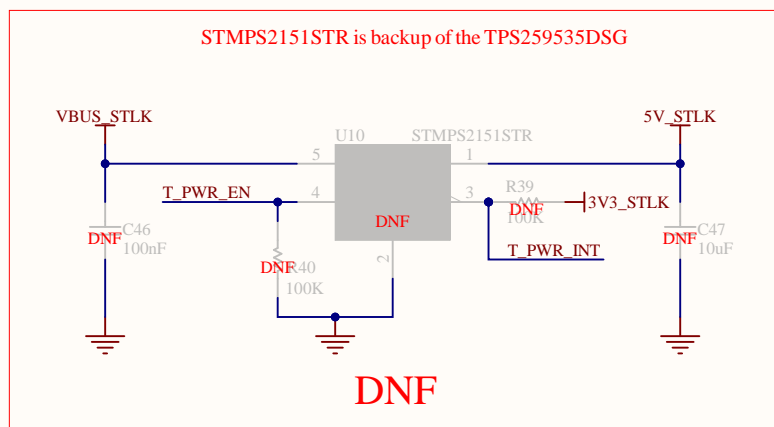 STMPS2151STR is backup of the TPS259535DSG
VBUS_STLK
U10
STMPS2151STR
5V_STLK
5
1
T_PWR_EN
4
3
R39
DNF
100K
3V3_STLK
C46
DNF
100nF
DNF
T_PWR_INT
C47
DNF
10uF
DNF
R40
100K
2
DNF